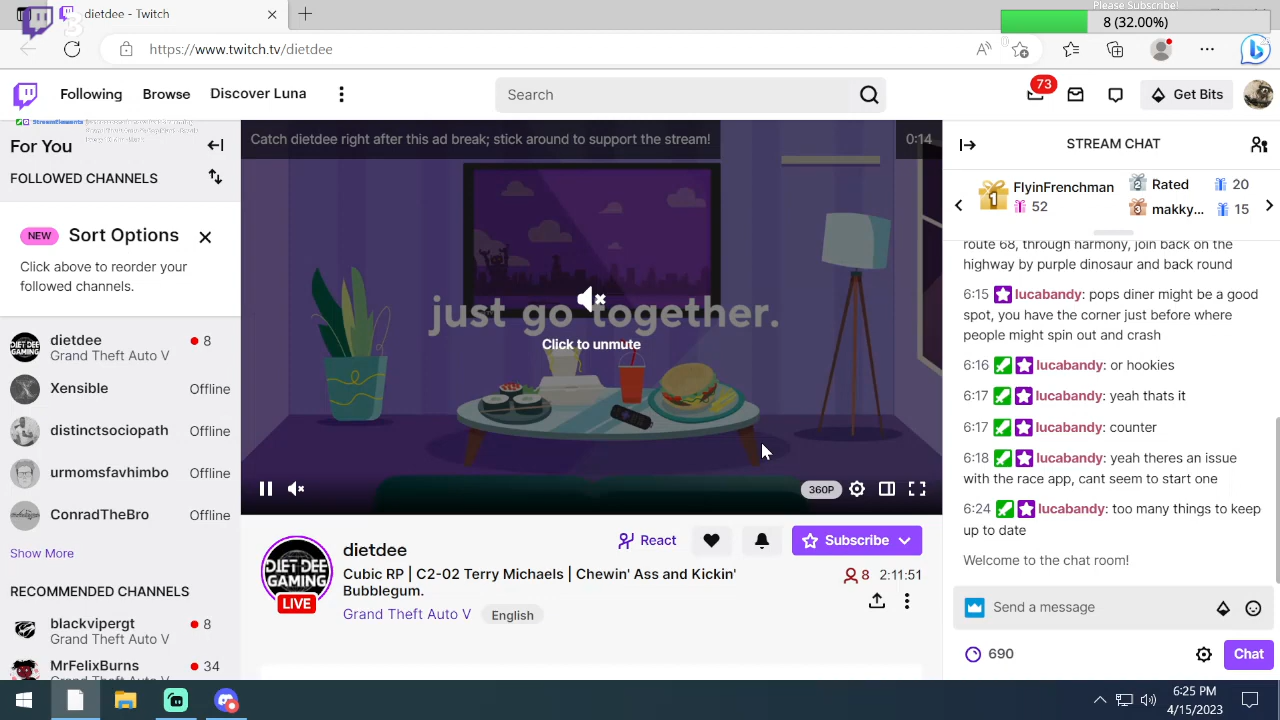 dietdee - Twitch
Please Subscribe!
8 (32.00%)
https://www.twitch.tv/dietdee
Following
Browse
Discover Luna
Search
73
Get Bits
StreamElements
For You
FOLLOWED CHANNELS
NEW
Sort Options
Click above to reorder your
followed channels.
dietdee
8
Grand Theft Auto V
Xensible
Offline
distinctsociopath
Offline
urmomsfavhimbo
Offline
ConradTheBro
Offline
Show More
RECOMMENDED CHANNELS
blackvipergt
8
Grand Theft Auto V
MrFelixBurns
34
Catch dietdee right after this ad break; stick around to support the stream!
0:14
just go together.
Click to unmute
360P
DIET DEE
GAMING
LIVE
dietdee
React
Subscribe
Cubic RP | C2-02 Terry Michaels | Chewin' Ass and Kickin'
Bubblegum.
8
2:11:51
Grand Theft Auto V
English
STREAM CHAT
1
FlyinFrenchman
52
2
Rated
20
3
makky...
15
route 68, through harmony, join back on the
highway by purple dinosaur and back round
6:15 lucabandy: pops diner might be a good
spot, you have the corner just before where
people might spin out and crash
6:16 lucabandy: or hookies
6:17 lucabandy: yeah thats it
6:17 lucabandy: counter
6:18 lucabandy: yeah theres an issue
with the race app, cant seem to start one
6:24 lucabandy: too many things to keep
up to date
Welcome to the chat room!
Send a message
690
Chat
6:25 PM
4/15/2023